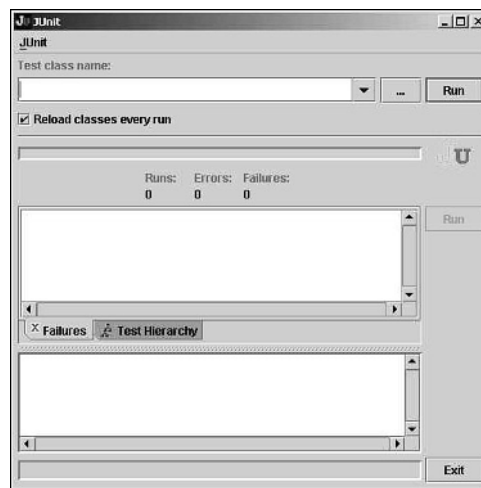 JU JUnit
JUnit
Test class name:
... Run
Reload classes every run
U
Runs: Errors: Failures:
0 0 0
Run
X Failures Test Hierarchy
Exit